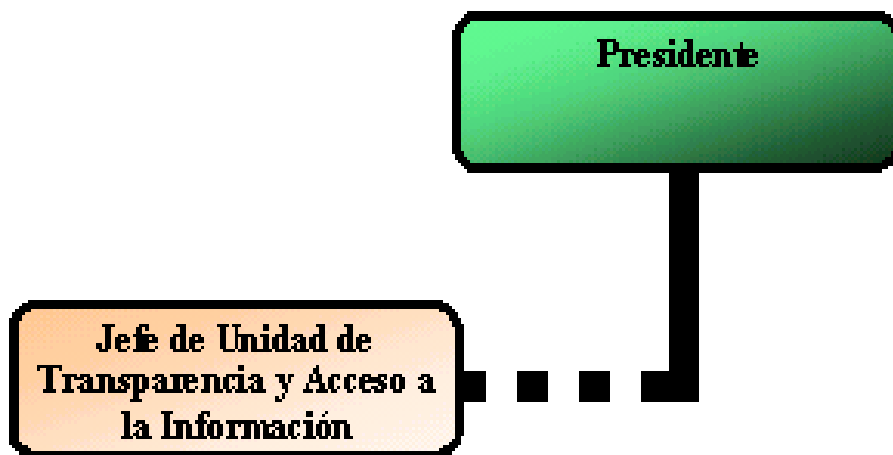 Presidente
Jefe de Unidad de
Transparencia y Acceso a
la Información